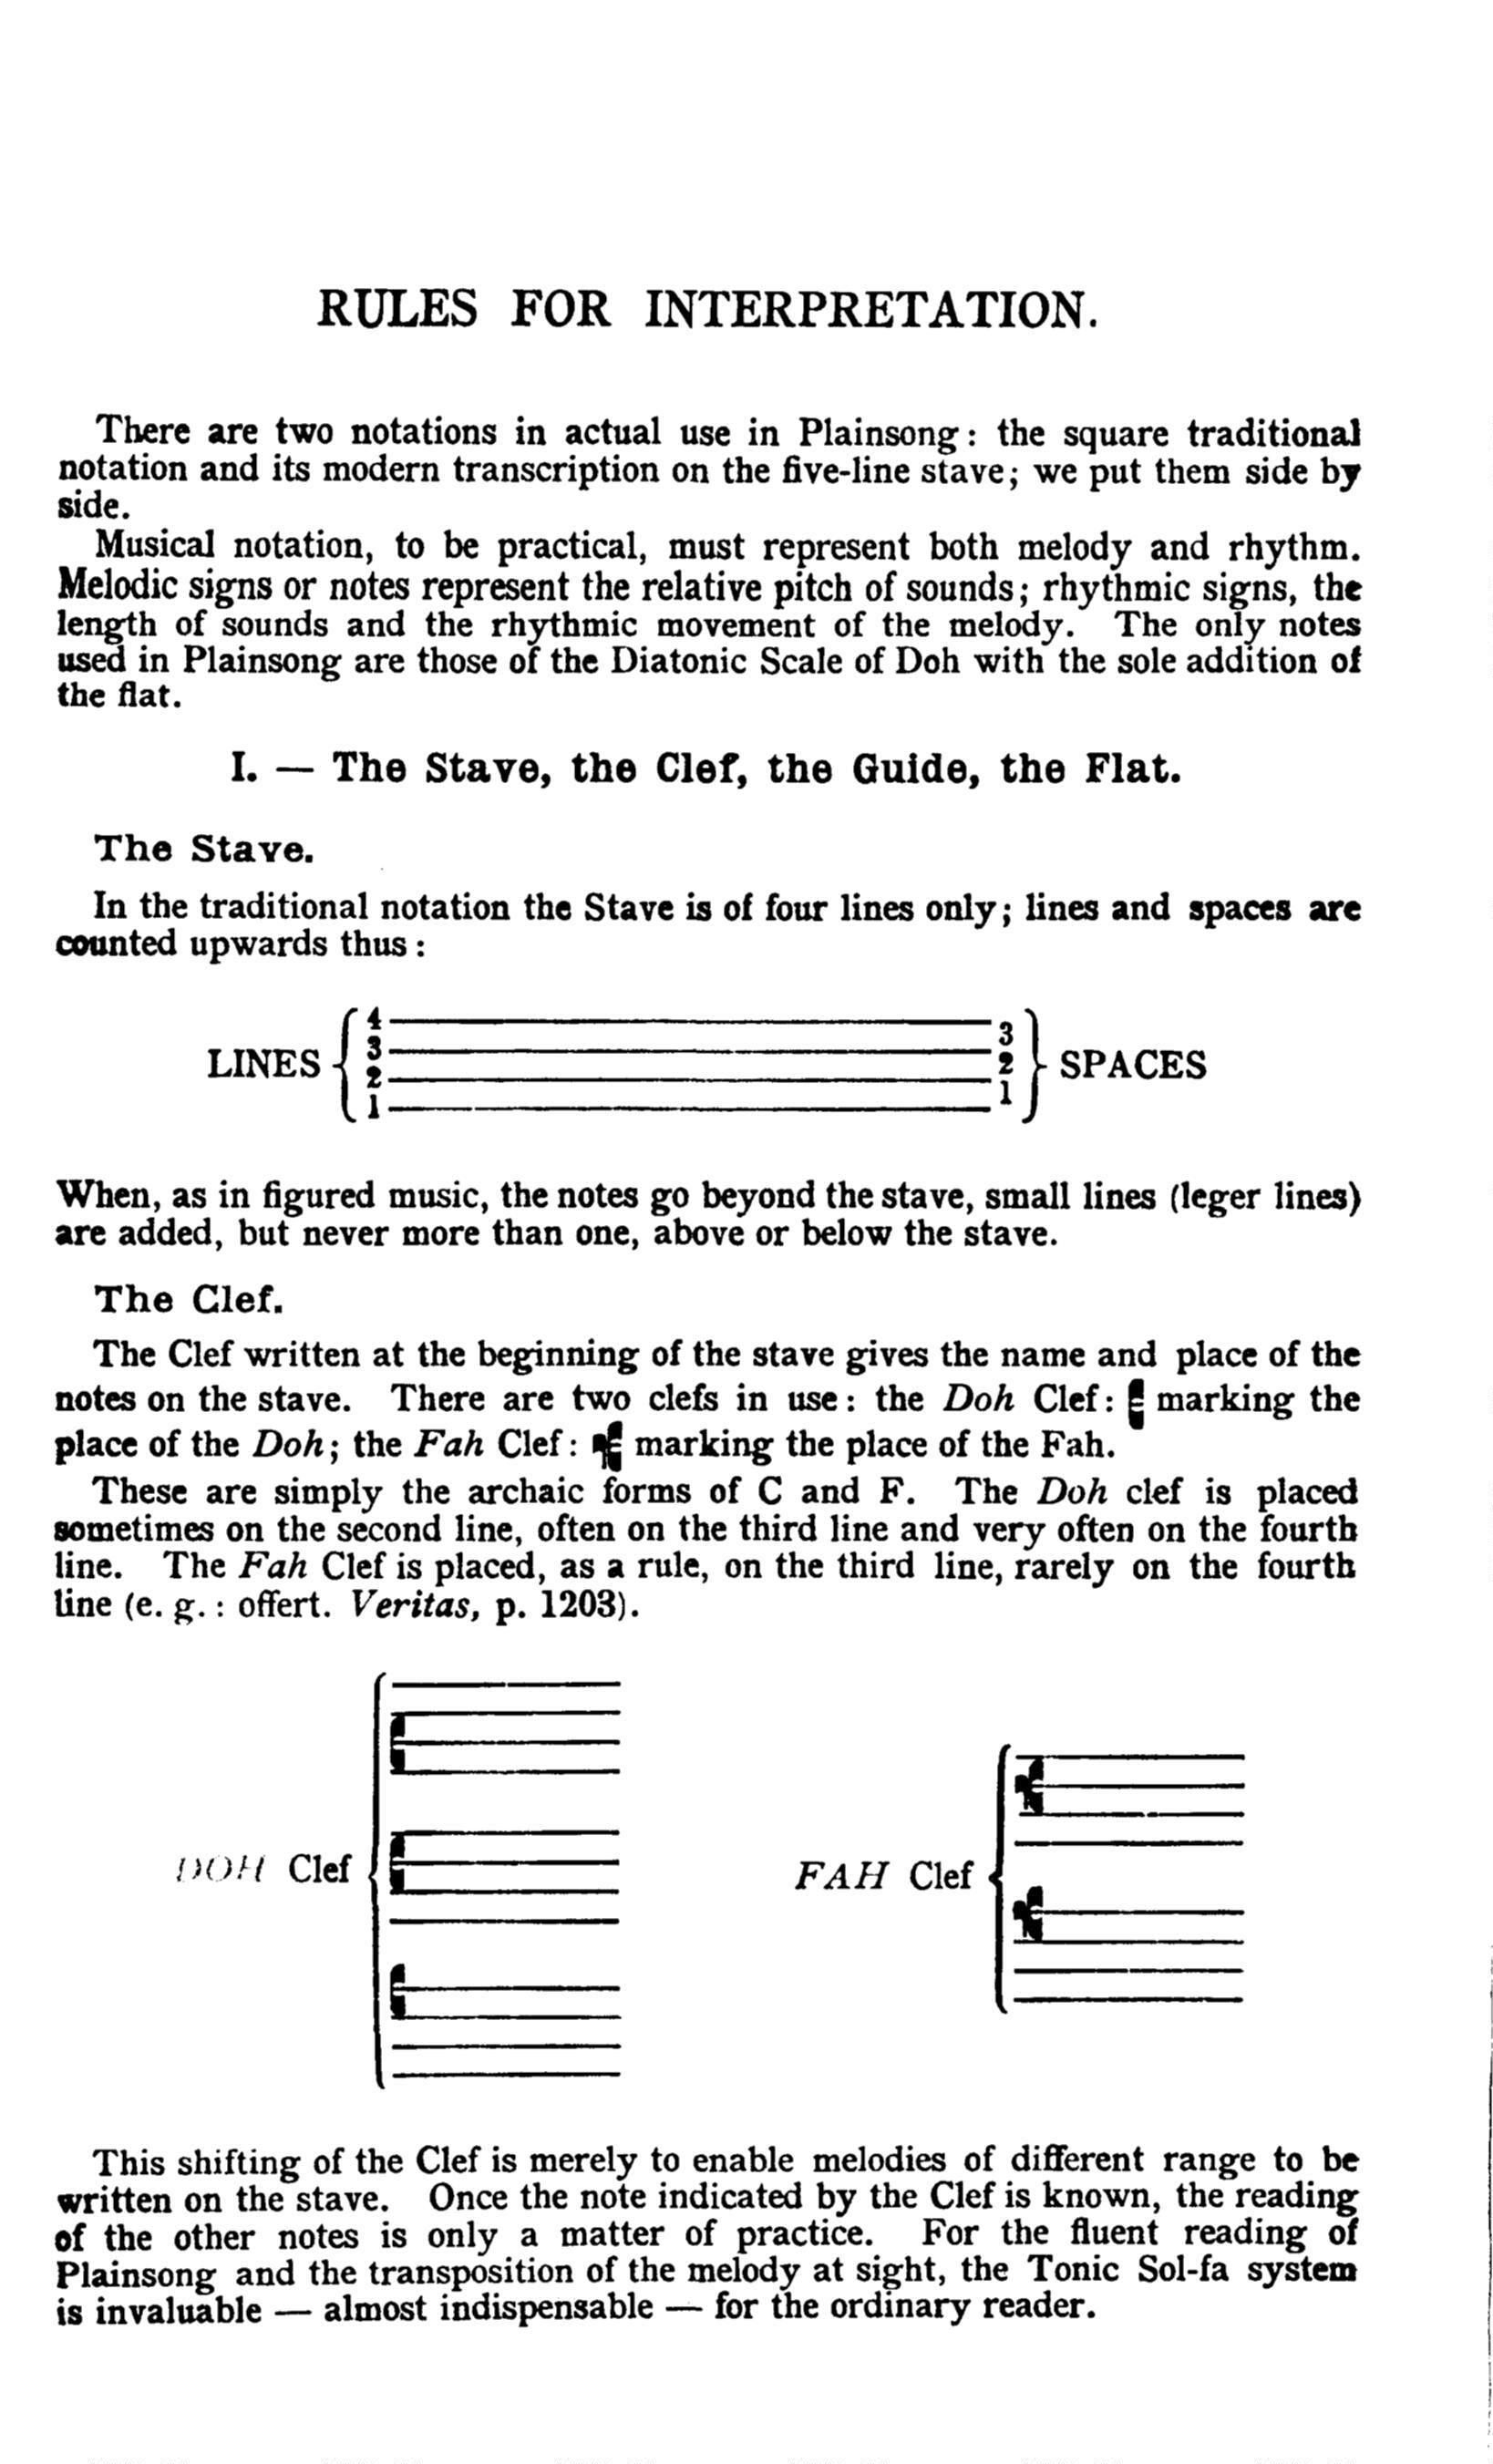 RULES FOR INTERPRETATION.
There are two notations in actual use in Plainsong: the square traditional
notation and its modern transcription on the five-line stave; we put them side by
side.
Musical notation, to be practical, must represent both melody and rhythm.
Melodic signs or notes represent the relative pitch of sounds; rhythmic signs, the
length of sounds and the rhythmic movement of the melody. The only notes
used in Plainsong are those of the Diatonic Scale of Doh with the sole addition of
the flat.
I. — The Stave, the Clef, the Guide, the Flat.
The Stave.
In the traditional notation the Stave is of four lines only; lines and spaces are
counted upwards thus:
LINES 4 3 2 1 3 2 1 SPACES
When, as in figured music, the notes go beyond the stave, small lines (leger lines)
are added, but never more than one, above or below the stave.
The Clef.
The Clef written at the beginning of the stave gives the name and place of the
notes on the stave. There are two clefs in use: the Doh Clef: marking the
place of the Doh; the Fah Clef: marking the place of the Fah.
These are simply the archaic forms of C and F. The Doh clef is placed
sometimes on the second line, often on the third line and very often on the fourth
line. The Fah Clef is placed, as a rule, on the third line, rarely on the fourth
line (e. g. : offert. Veritas, p. 1203).
DOH Clef
FAH Clef
This shifting of the Clef is merely to enable melodies of different range to be
written on the stave. Once the note indicated by the Clef is known, the reading
of the other notes is only a matter of practice. For the fluent reading of
Plainsong and the transposition of the melody at sight, the Tonic Sol-fa system
is invaluable — almost indispensable — for the ordinary reader.